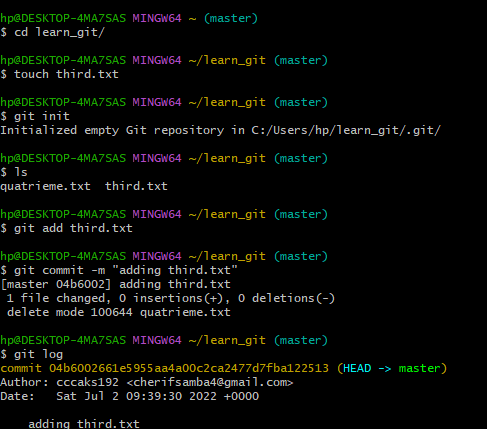 hp@DESKTOP-4MA7SAS MINGW64 ~ (master)
$ cd learn_git/
hp@DESKTOP-4MA7SAS MINGW64 ~/learn_git (master)
$ touch third.txt
hp@DESKTOP-4MA7SAS MINGW64 ~/learn_git (master)
$ git init
Initialized empty Git repository in C:/Users/hp/learn_git/.git/
hp@DESKTOP-4MA7SAS MINGW64 ~/learn_git (master)
$ ls
quatrieme.txt  third.txt
hp@DESKTOP-4MA7SAS MINGW64 ~/learn_git (master)
$ git add third.txt
hp@DESKTOP-4MA7SAS MINGW64 ~/learn_git (master)
$ git commit -m "adding third.txt"
[master 04b6002] adding third.txt
 1 file changed, 0 insertions(+), 0 deletions(-)
 delete mode 100644 quatrieme.txt
hp@DESKTOP-4MA7SAS MINGW64 ~/learn_git (master)
$ git log
commit 04b6002661e5955aa4a00c2ca2477d7fba122513 (HEAD -> master)
Author: cccaks192 <cherifsamba4@gmail.com>
Date:   Sat Jul 2 09:39:30 2022 +0000
    adding third.txt